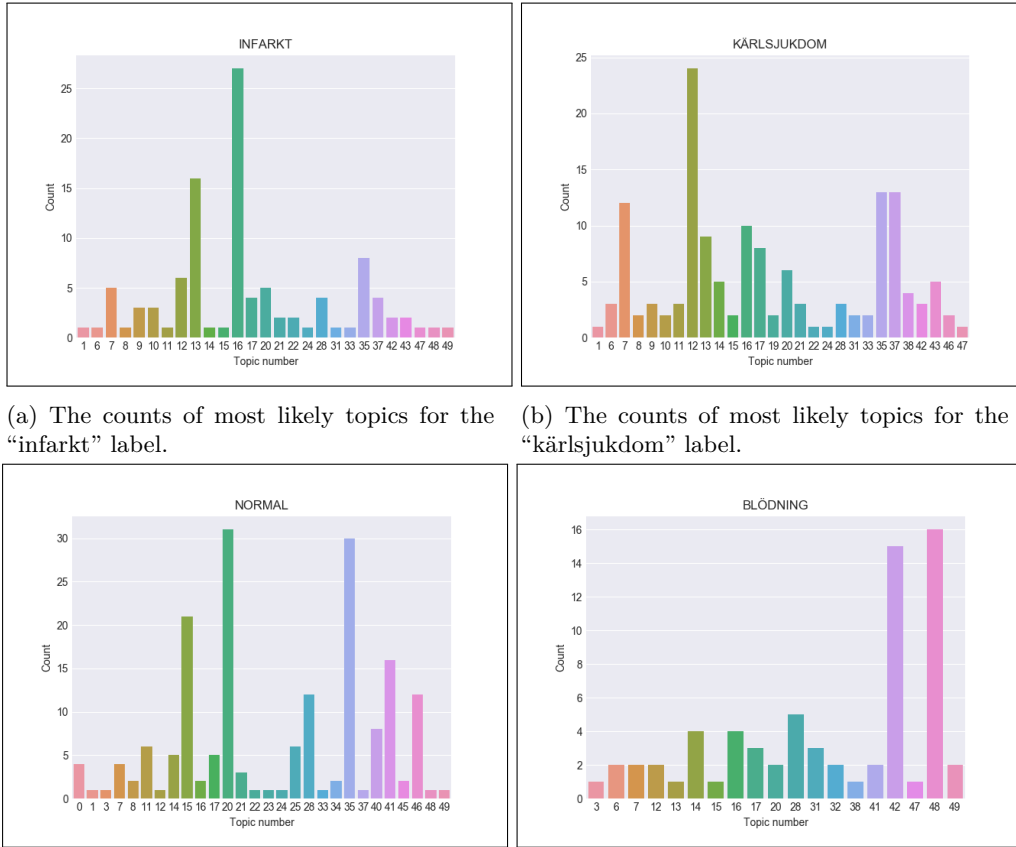 INFARKT
25
20
15
10
5
0
Count
1 6 7 8 9 10 11 12 13 14 15 16 17 20 21 22 24 28 31 33 35 37 42 43 47 48 49
Topic number
KÄRLSJUKDOM
25
20
15
10
5
0
Count
1 6 7 8 9 10 11 12 13 14 15 16 17 19 20 21 22 24 28 32 33 35 37 38 42 43 46 47
Topic number
(a) The counts of most likely topics for the
“infarkt” label.
(b) The counts of most likely topics for the
“kärlsjukdom” label.
NORMAL
30
25
20
15
10
5
0
Count
0 1 3 7 8 11 12 14 15 16 17 20 21 22 23 24 25 28 33 34 35 37 40 41 45 46 48 49
Topic number
BLÖDNING
16
14
12
10
8
6
4
2
0
Count
3 6 7 12 13 14 15 16 17 20 28 31 32 38 41 42 47 48 49
Topic number